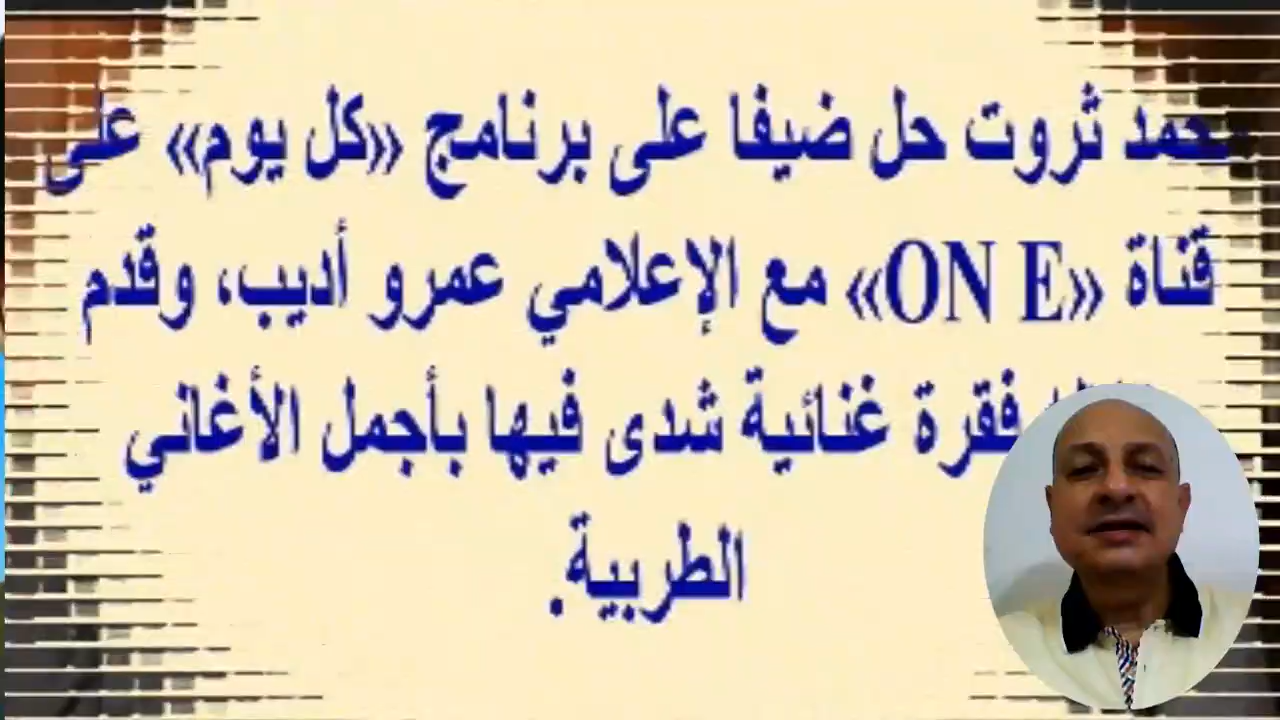 محمد ثروت حل ضيفا على برنامج «كل يوم» على
قناة «ON E» مع الإعلامي عمرو أديب، وقدم
فقرة غنائية شدى فيها بأجمل الأغاني
الطربية.